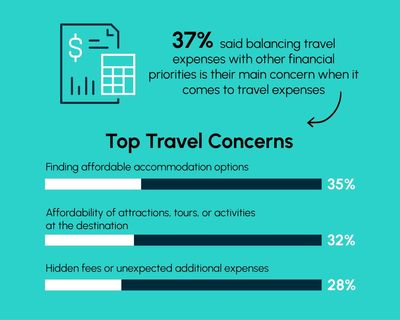 $
37% said balancing travel
expenses with other financial
priorities is their main concern when it
comes to travel expenses
Top Travel Concerns
Finding affordable accommodation options
35%
Affordability of attractions, tours, or activities
at the destination
32%
Hidden fees or unexpected additional expenses
28%